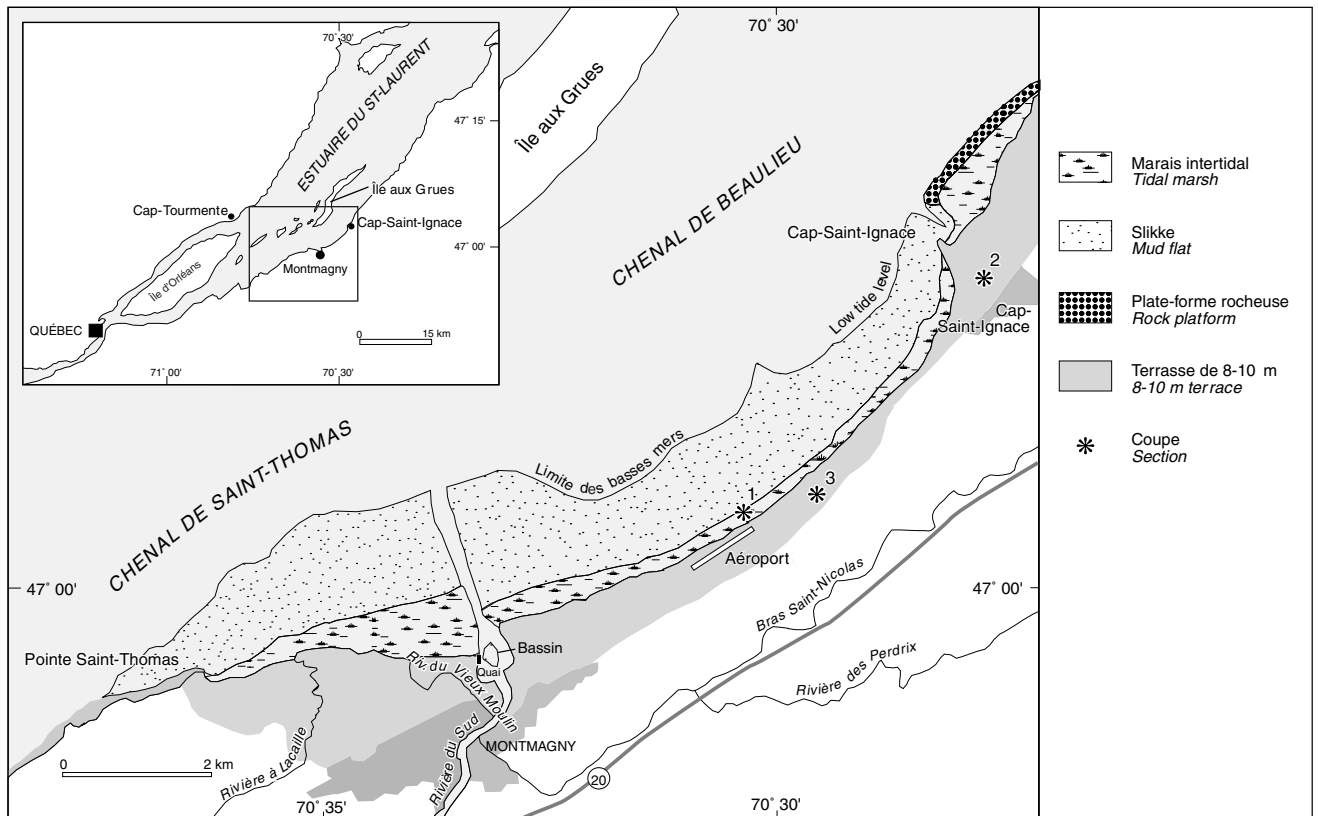 70° 30'
ESTUAIRE DU ST-LAURENT
47° 15'
Île aux Grues
Cap-Tourmente
Cap-Saint-Ignace
47° 00'
Île d'Orléans
Montmagny
QUÉBEC
0 15 km
71° 00'
70° 30'
70° 30'
Île aux Grues
CHENAL DE BEAULIEU
Cap-Saint-Ignace
2
Low tide level
Cap-
Saint-Ignace
CHENAL DE SAINT-THOMAS
Limite des basses mers
1
3
Aéroport
47° 00'
47° 00'
Bras Saint-Nicolas
Pointe Saint-Thomas
Bassin
Quai
Riv. du Vieux Moulin
Rivière des Perdrix
MONTMAGNY
Rivière du Sud
Rivière à Lacaille
0 2 km
20
70° 35'
70° 30'
Marais intertidal
Tidal marsh
Slikke
Mud flat
Plate-forme rocheuse
Rock platform
Terrasse de 8-10 m
8-10 m terrace
Coupe
Section